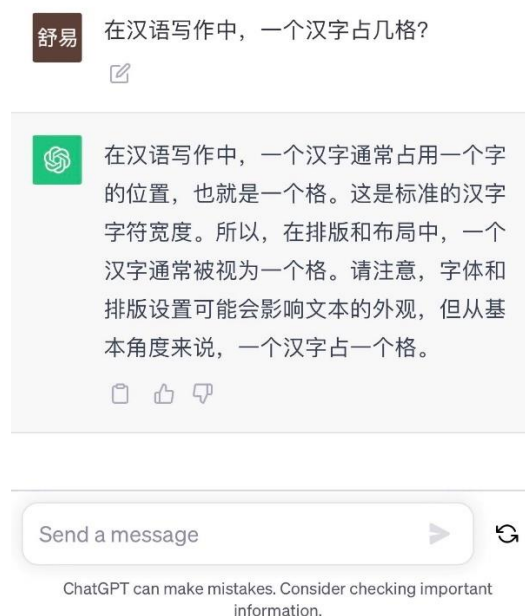 舒易
在汉语写作中，一个汉字占几格？
在汉语写作中，一个汉字通常占用一个字
的位置，也就是一个格。这是标准的汉字
字符宽度。所以，在排版和布局中，一个
汉字通常被视为一个格。请注意，字体和
排版设置可能会影响文本的外观，但从基
本角度来说，一个汉字占一个格。
Send a message
ChatGPT can make mistakes. Consider checking important
information.